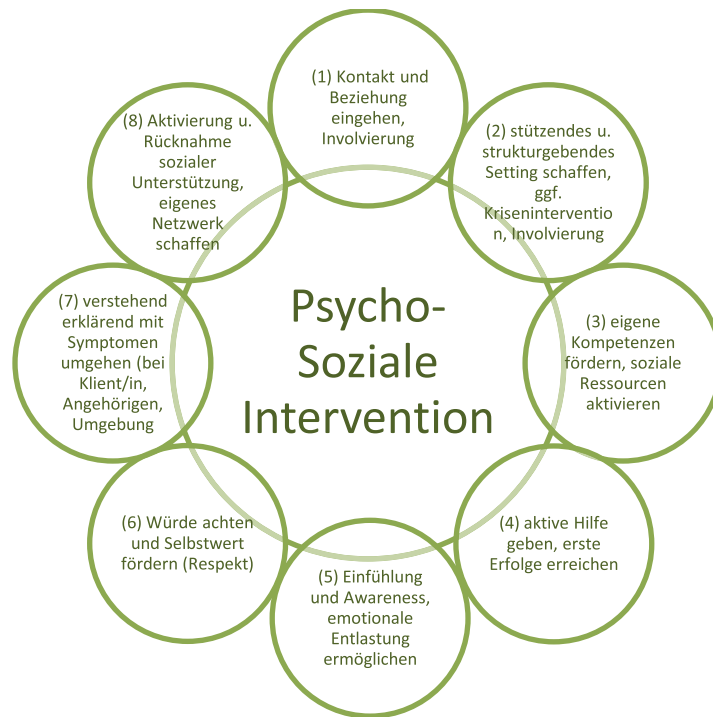 (1) Kontakt und
Beziehung
eingehen,
Involvierung
(2) stützendes u.
strukturgebendes
Setting schaffen,
ggf.
Kriseninterventio
n, Involvierung
(3) eigene
Kompetenzen
fördern, soziale
Ressourcen
aktivieren
(4) aktive Hilfe
geben, erste
Erfolge erreichen
(5) Einfühlung
und Awareness,
emotionale
Entlastung
ermöglichen
(6) Würde achten
und Selbstwert
fördern (Respekt)
(7) verstehend
erklärend mit
Symptomen
umgehen (bei
Klient/in,
Angehörigen,
Umgebung
(8) Aktivierung u.
Rücknahme
sozialer
Unterstützung,
eigenes
Netzwerk
schaffen
Psycho-
Soziale
Intervention